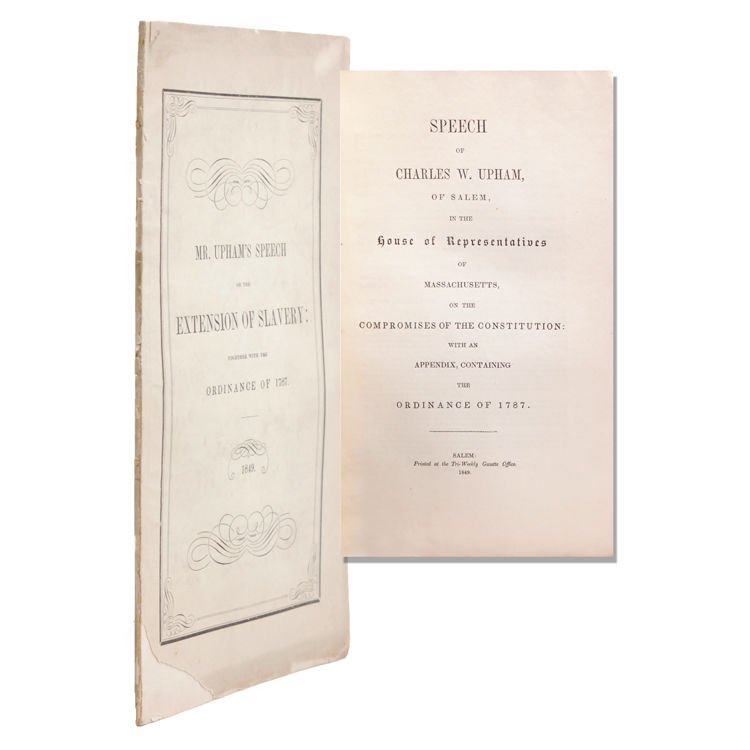 MR. UPHAM'S SPEECH
ON THE
EXTENSION OF SLAVERY:
TOGETHER WITH THE
ORDINANCE OF 1787.
1849.
SPEECH
OF
CHARLES W. UPHAM,
OF SALEM,
IN THE
House of Representatives
OF
MASSACHUSETTS,
ON THE
COMPROMISES OF THE CONSTITUTION:
WITH AN
APPENDIX, CONTAINING
THE
ORDINANCE OF 1787.
SALEM:
Printed at the Tri-Weekly Gazette Office.
1849.